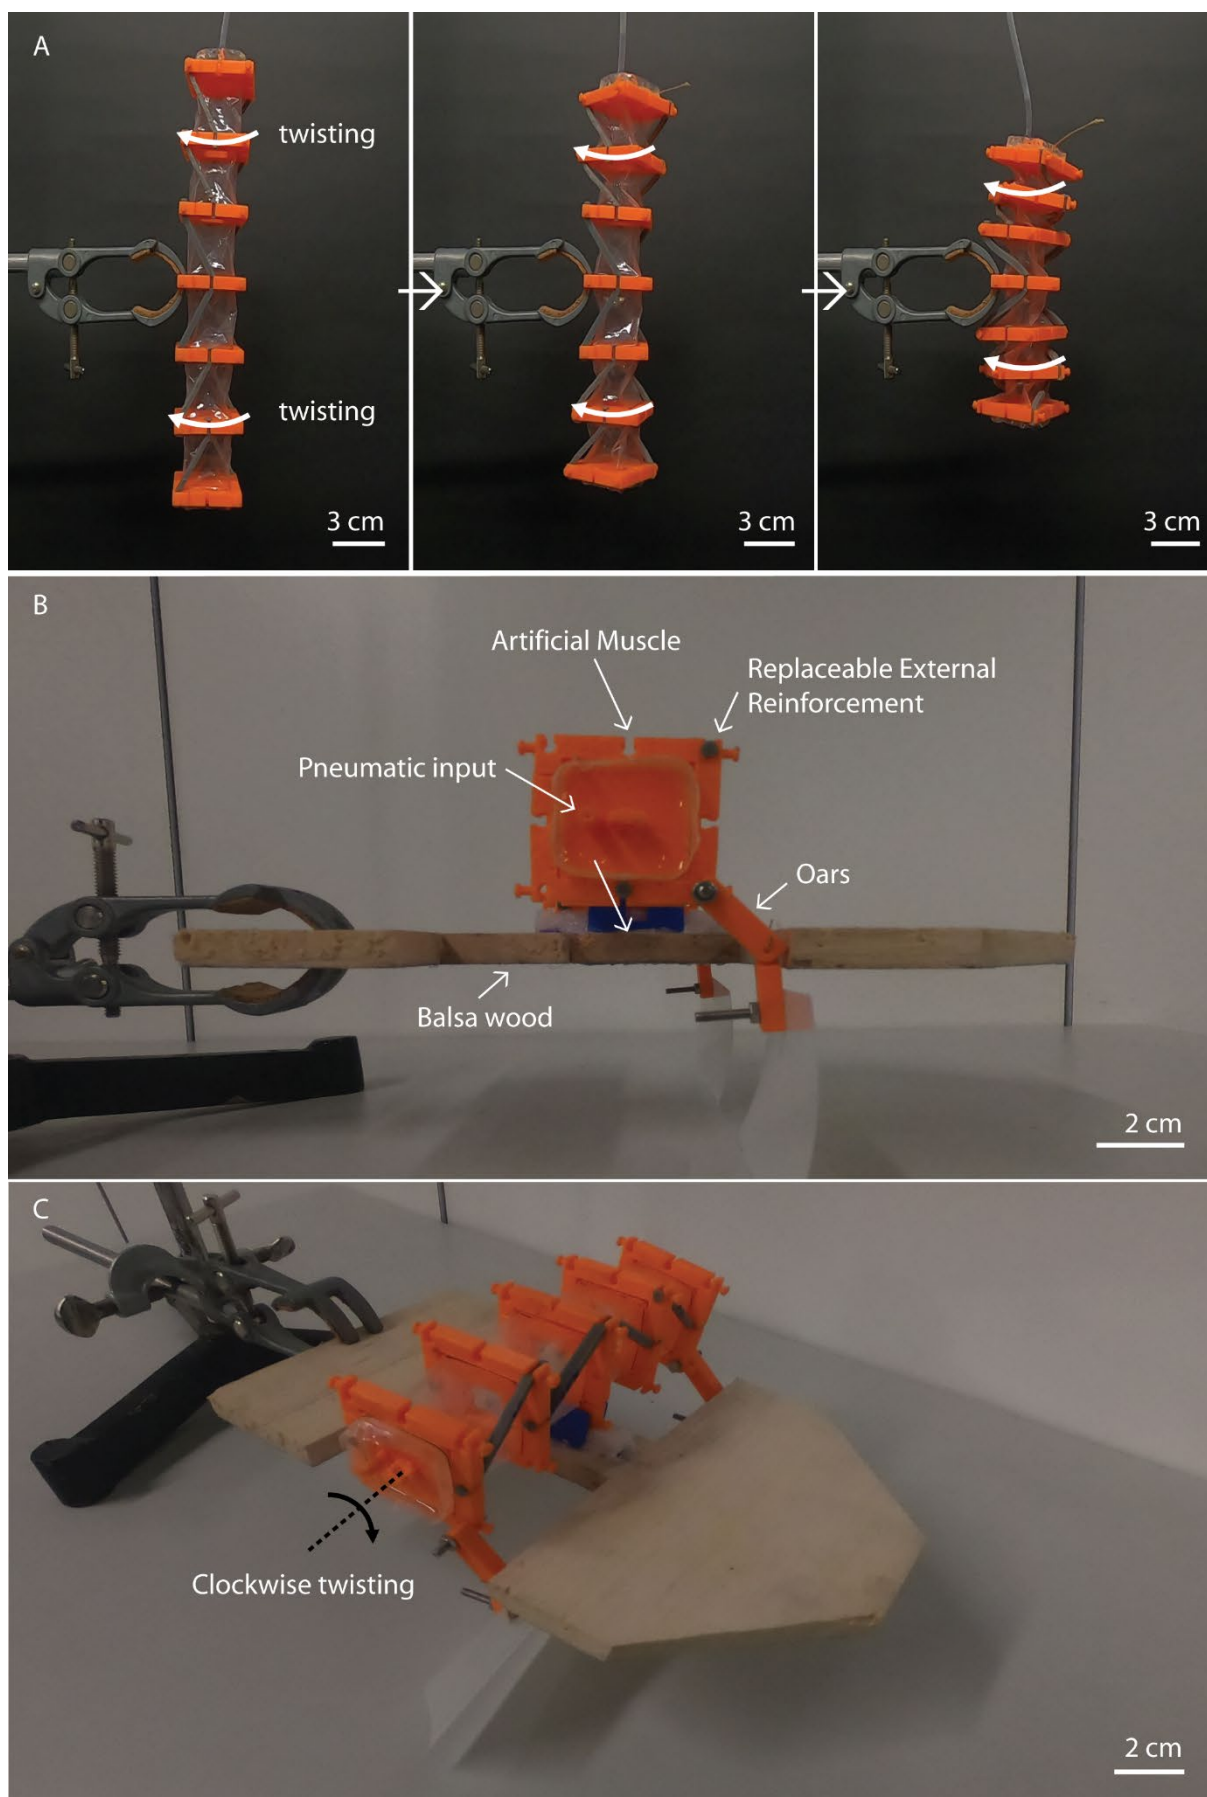 A
twisting
twisting
3 cm
3 cm
3 cm
B
Artificial Muscle
Replaceable External
Reinforcement
Pneumatic input
Oars
Balsa wood
2 cm
C
Clockwise twisting
2 cm